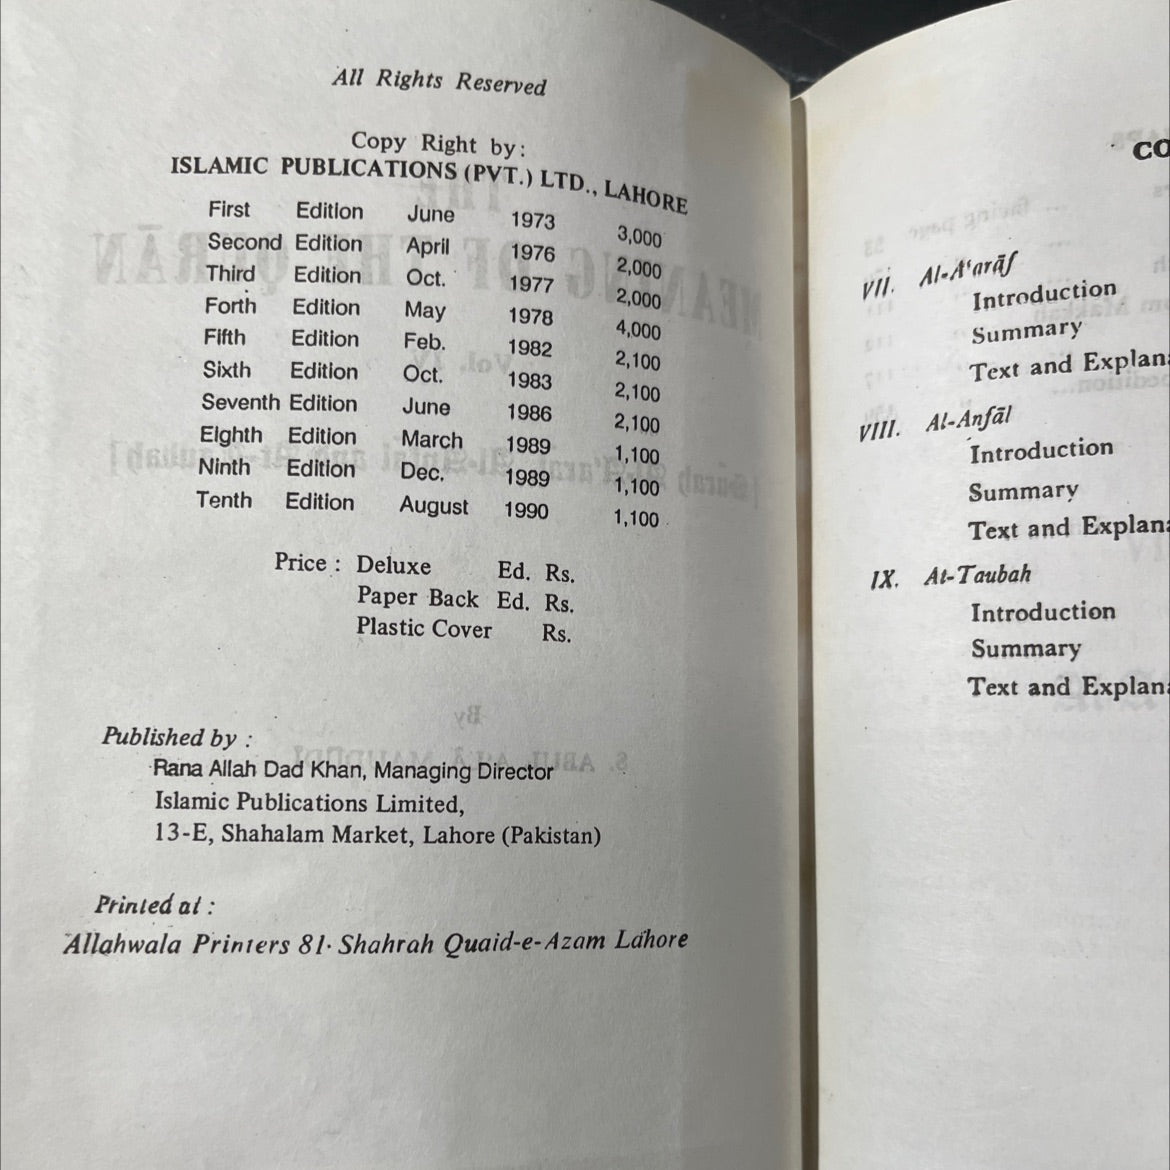 All Rights Reserved
Copy Right by:
ISLAMIC PUBLICATIONS (PVT.) LTD., LAHORE
First Edition June 1973 3,000
Second Edition April 1976 2,000
Third Edition Oct. 1977 2,000
Forth Edition May 1978 4,000
Fifth Edition Feb. 1982 2,100
Sixth Edition Oct. 1983 2,100
Seventh Edition June 1986 2,100
Eighth Edition March 1989 1,100
Ninth Edition Dec. 1989 1,100
Tenth Edition August 1990 1,100
Price : Deluxe Ed. Rs.
Paper Back Ed. Rs.
Plastic Cover Rs.
Published by :
Rana Allah Dad Khan, Managing Director
Islamic Publications Limited,
13-E, Shahalam Market, Lahore (Pakistan)
Printed at :
Allahwala Printers 81· Shahrah Quaid-e-Azam Lahore
CO
VII. Al-A'arāf
Introduction
Summary
Text and Explana
VIII. Al-Anfāl
Introduction
Summary
Text and Explana
IX. At-Taubah
Introduction
Summary
Text and Explana